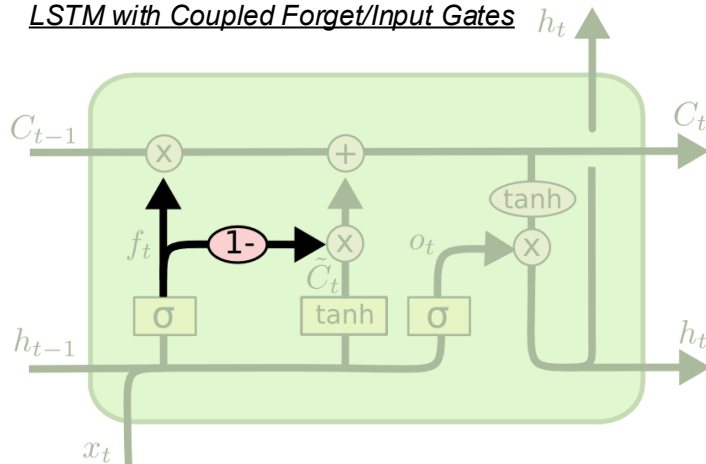 LSTM with Coupled Forget/Input Gates
h_t
C_{t-1}
C_t
x
+
tanh
f_t
1-
x
o_t
x
C̃_t
σ
tanh
σ
h_{t-1}
h_t
x_t